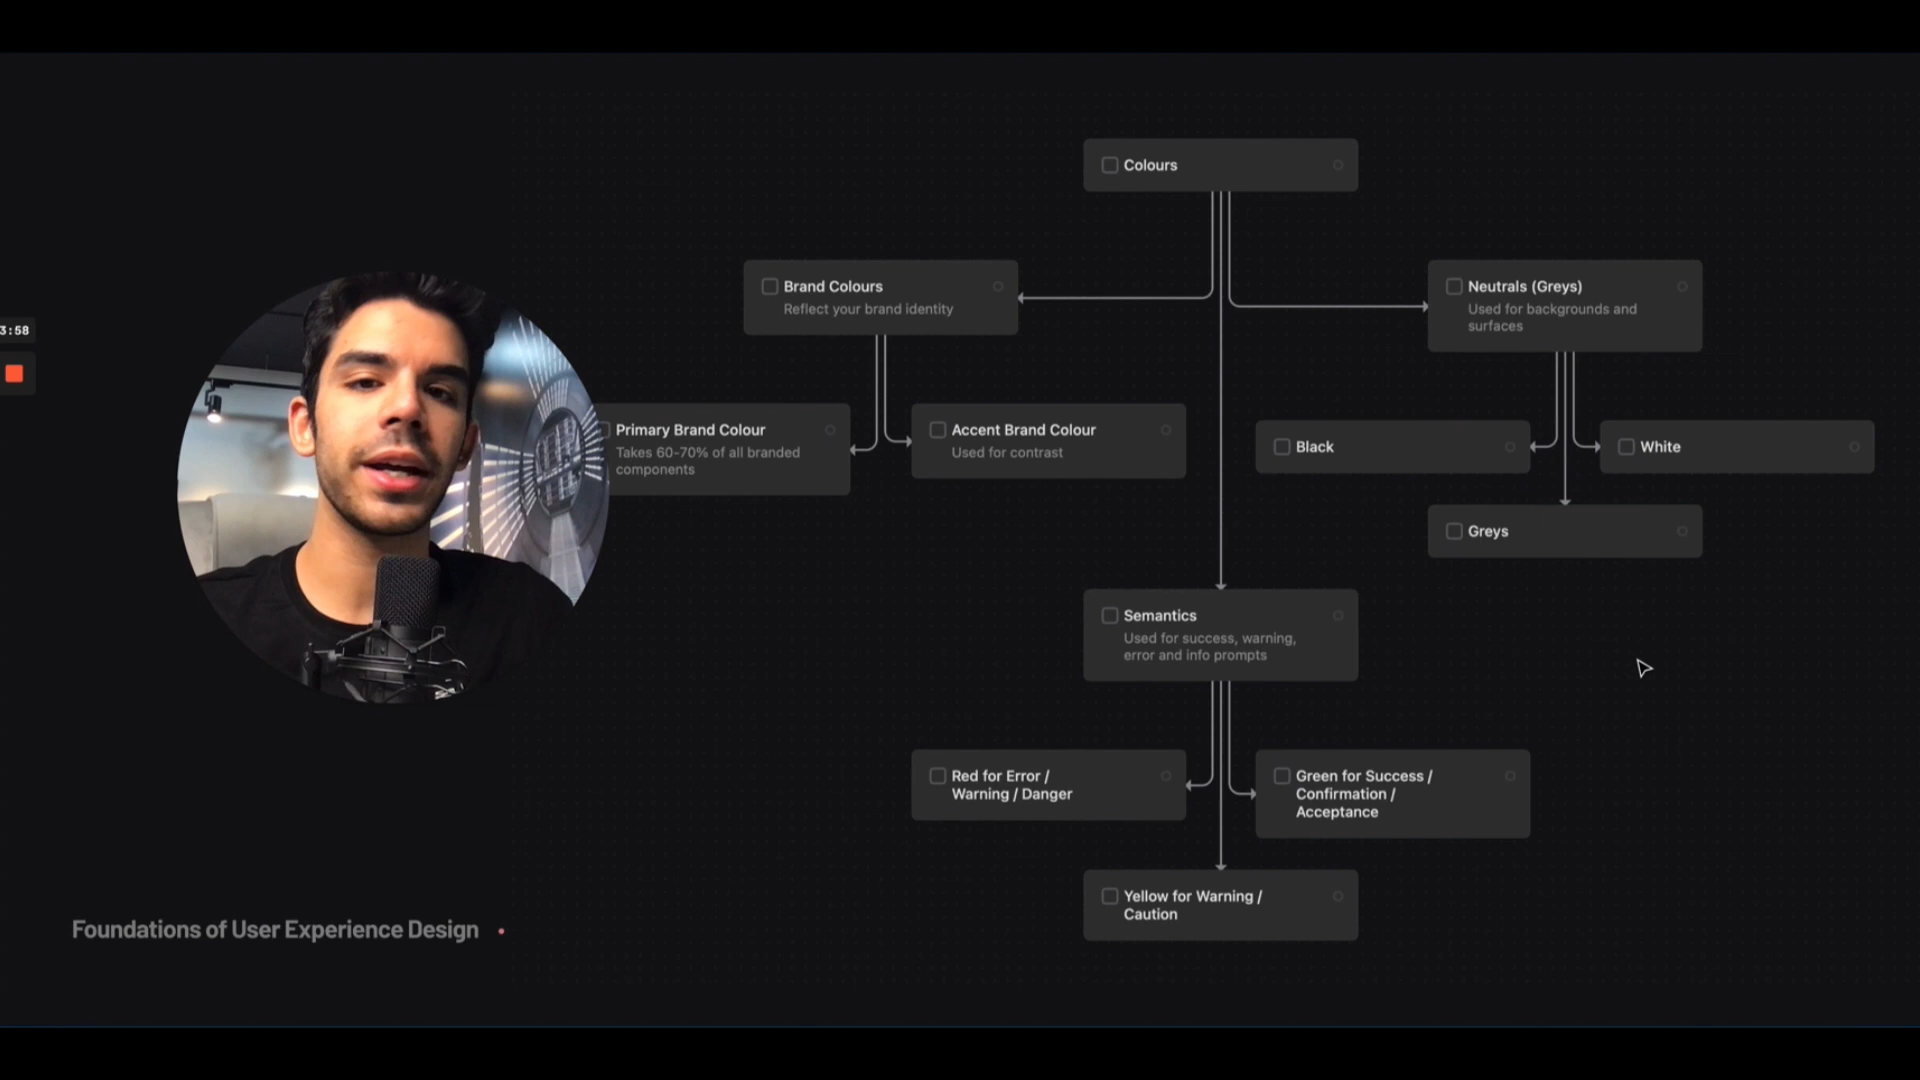 Colours
Brand Colours
Reflect your brand identity
Neutrals (Greys)
Used for backgrounds and
surfaces
3:58
Primary Brand Colour
Takes 60-70% of all branded
components
Accent Brand Colour
Used for contrast
Black
White
Greys
Semantics
Used for success, warning,
error and info prompts
Red for Error /
Warning / Danger
Green for Success /
Confirmation /
Acceptance
Yellow for Warning /
Caution
Foundations of User Experience Design